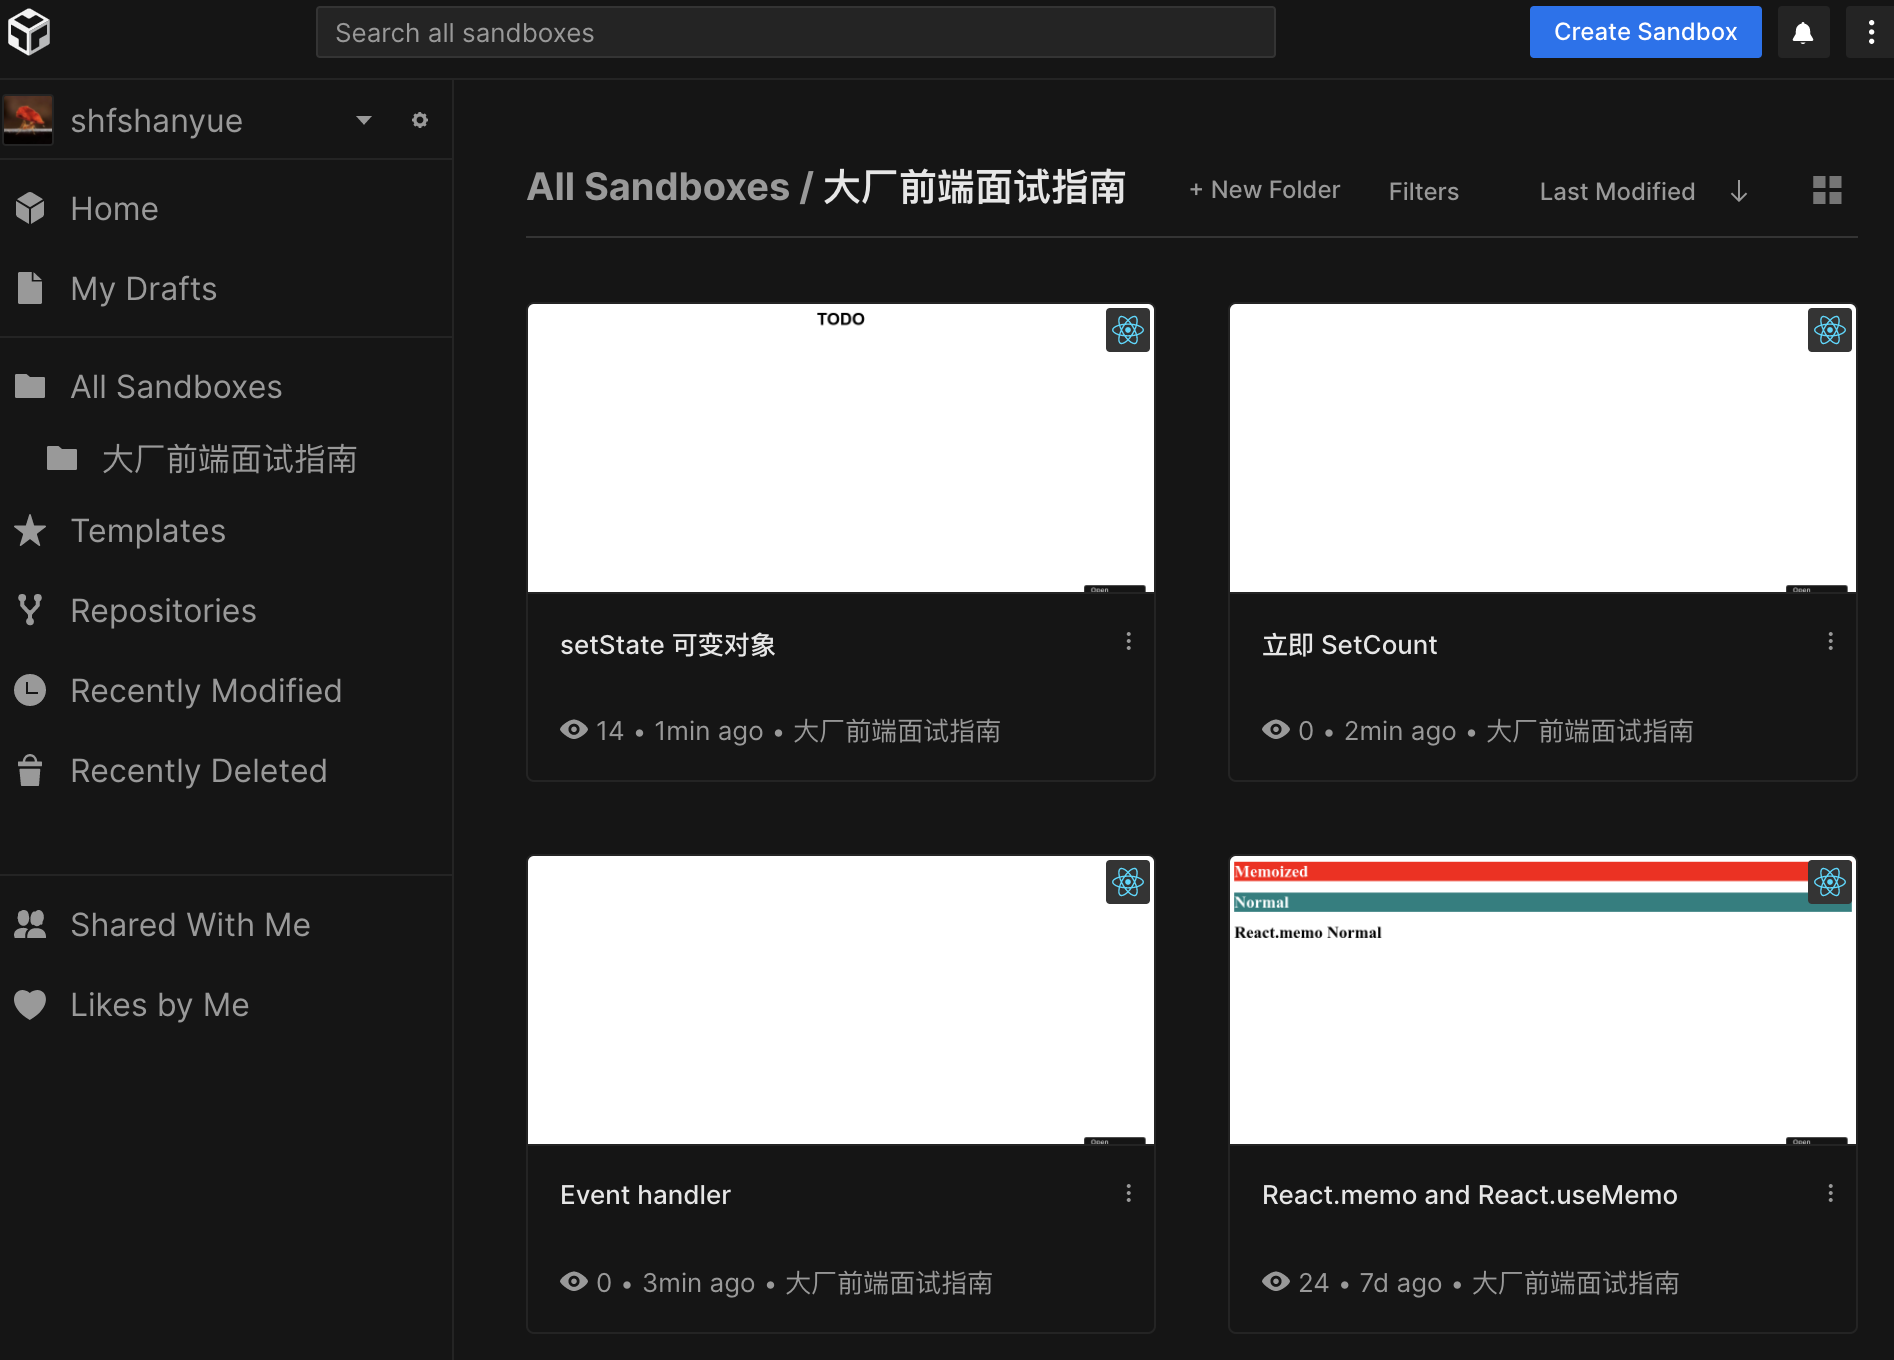 Search all sandboxes
Create Sandbox
shfshanyue
Home
My Drafts
All Sandboxes
大厂前端面试指南
Templates
Repositories
Recently Modified
Recently Deleted
Shared With Me
Likes by Me
All Sandboxes / 大厂前端面试指南
+ New Folder
Filters
Last Modified
TODO
Open
setState 可变对象
14 • 1min ago • 大厂前端面试指南
Open
立即 SetCount
0 • 2min ago • 大厂前端面试指南
Open
Event handler
0 • 3min ago • 大厂前端面试指南
Memoized
Normal
React.memo Normal
Open
React.memo and React.useMemo
24 • 7d ago • 大厂前端面试指南